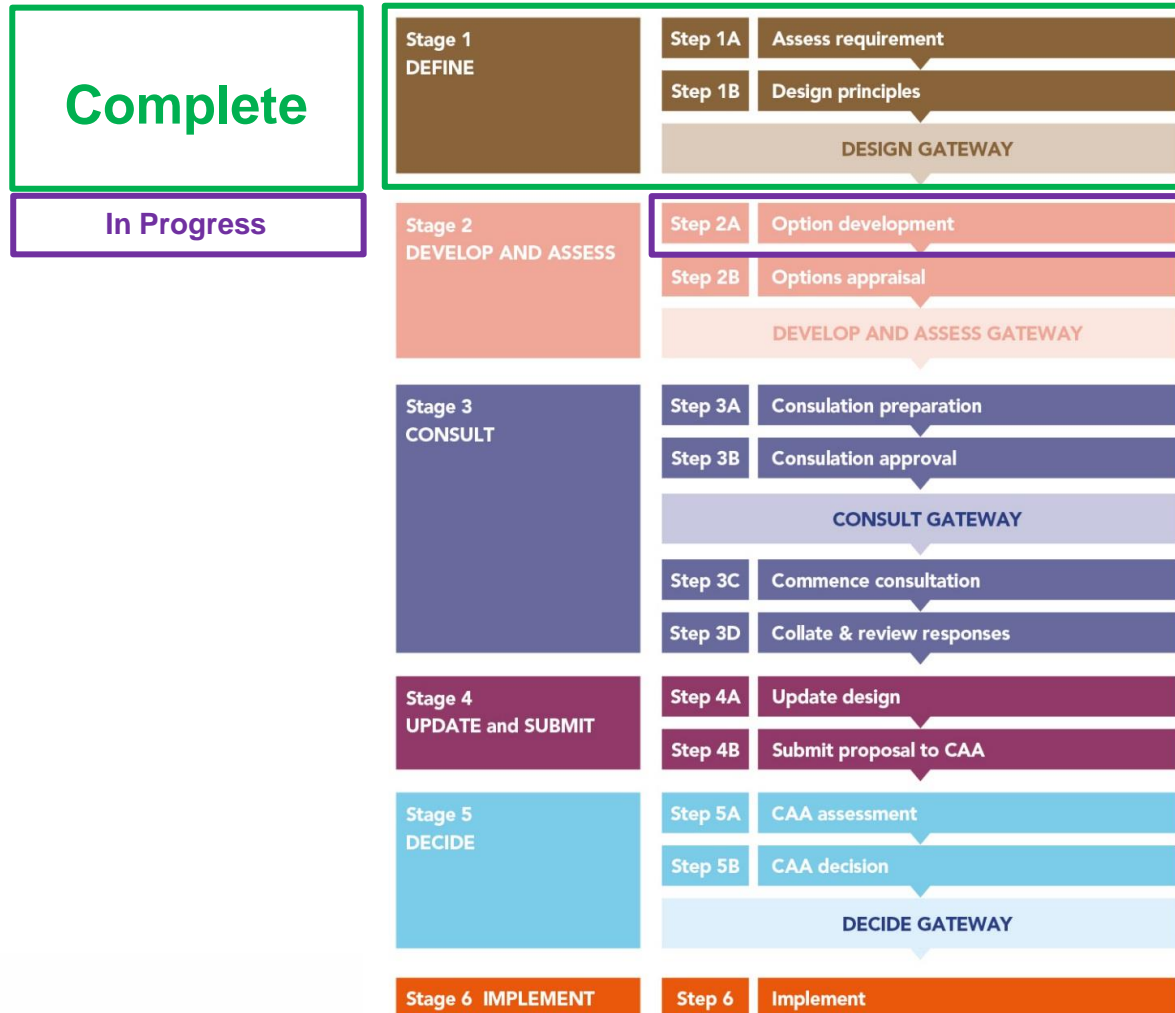 Complete
In Progress
Stage 1
DEFINE
Step 1A Assess requirement
Step 1B Design principles
DESIGN GATEWAY
Stage 2
DEVELOP AND ASSESS
Step 2A Option development
Step 2B Options appraisal
DEVELOP AND ASSESS GATEWAY
Stage 3
CONSULT
Step 3A Consulation preparation
Step 3B Consulation approval
CONSULT GATEWAY
Step 3C Commence consultation
Step 3D Collate & review responses
Stage 4
UPDATE and SUBMIT
Step 4A Update design
Step 4B Submit proposal to CAA
Stage 5
DECIDE
Step 5A CAA assessment
Step 5B CAA decision
DECIDE GATEWAY
Stage 6 IMPLEMENT
Step 6 Implement